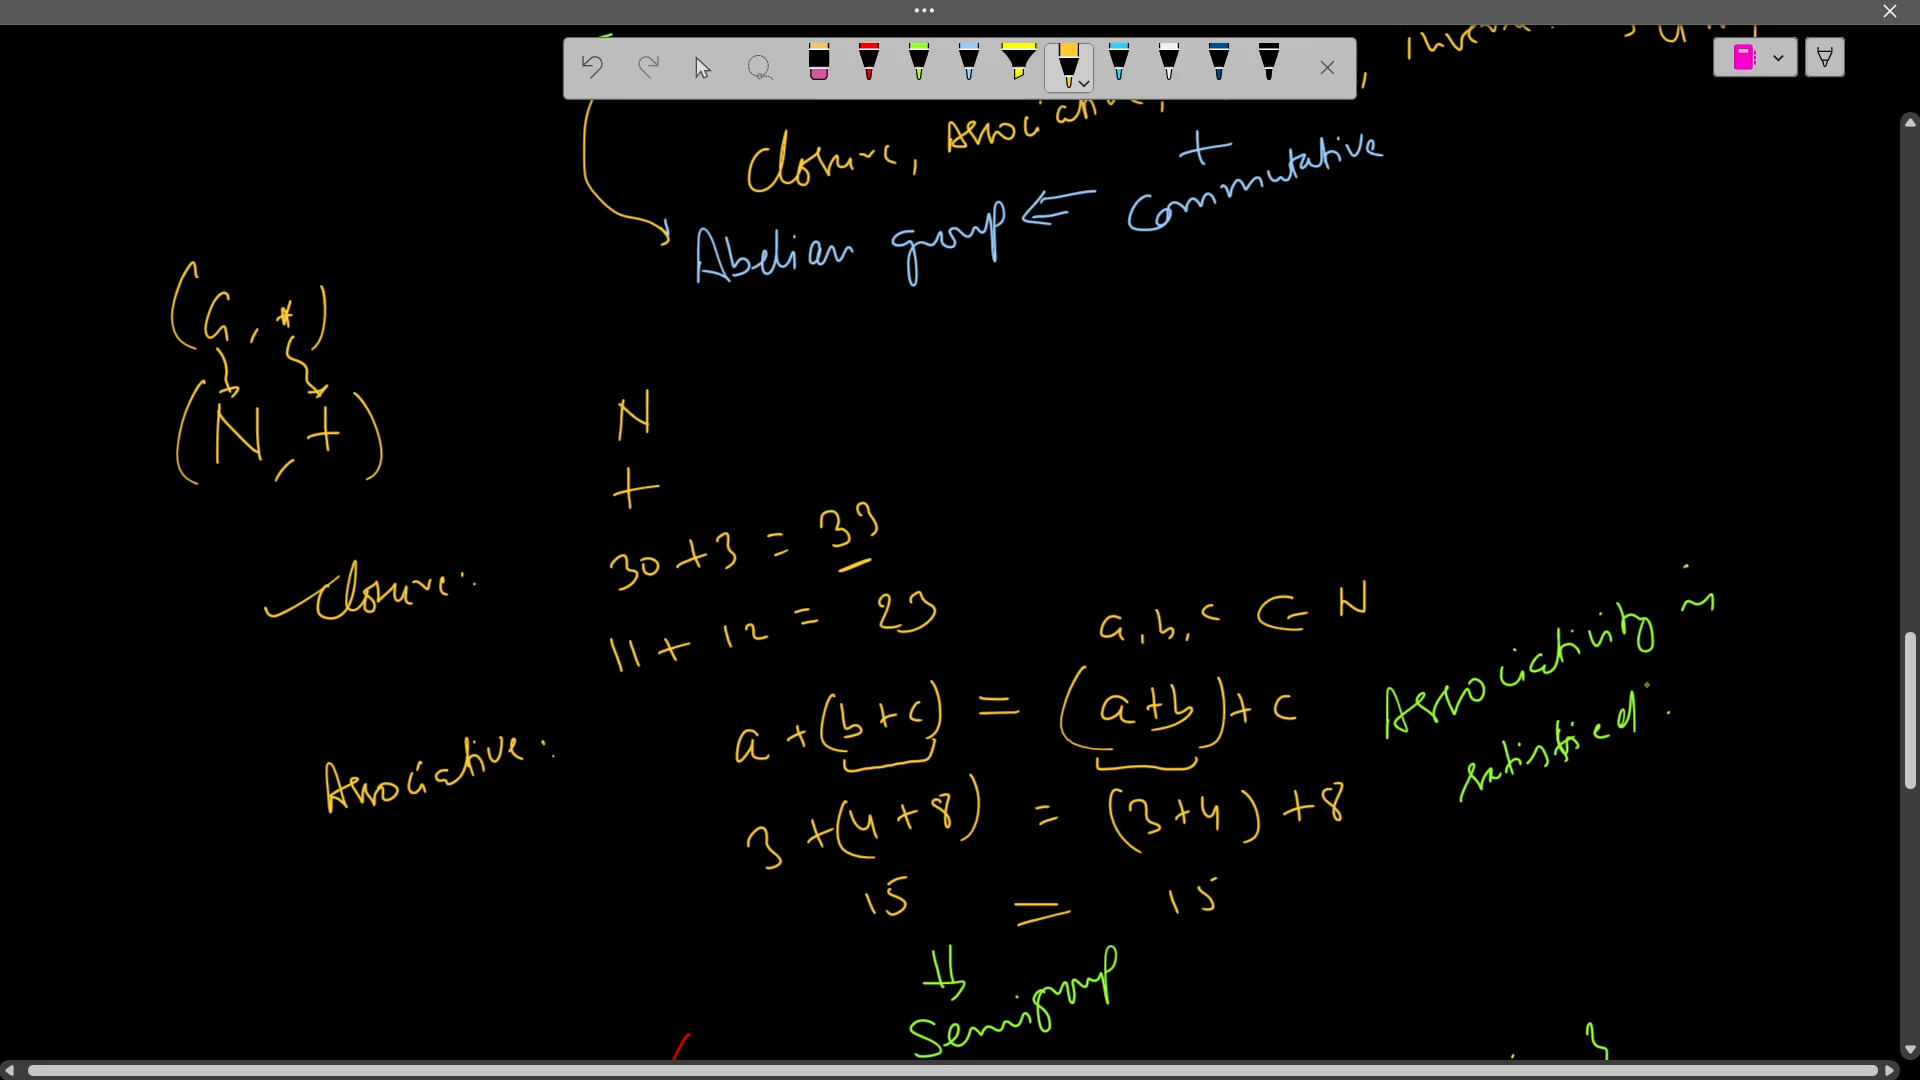 Closure, Associative,
+
Abelian group ⇐ Commutative
(G, *)
(N, +)
N
+
Closure: 30 + 3 = 33
11 + 12 = 23
a, b, c ∈ N
Associative: a + (b + c) = (a + b) + c
Associativity is
satisfied.
3 + (4 + 8) = (3 + 4) + 8
15 = 15
⇓
Semigroup